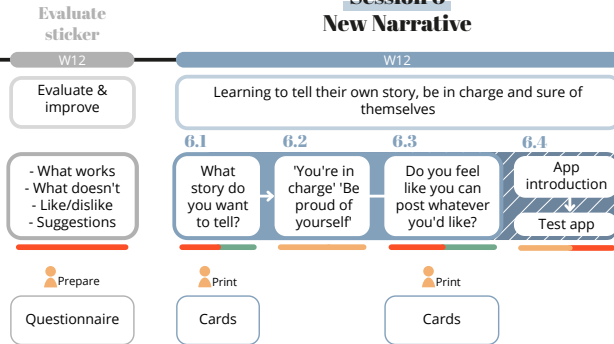 Evaluate
sticker
Session 6
New Narrative
W12
W12
Evaluate &
improve
Learning to tell their own story, be in charge and sure of
themselves
6.1
6.2
6.3
6.4
- What works
- What doesn't
- Like/dislike
- Suggestions
What
story do
you want
to tell?
'You're in
charge' 'Be
proud of
yourself'
Do you feel
like you can
post whatever
you'd like?
App
introduction
Test app
Prepare
Print
Print
Questionnaire
Cards
Cards